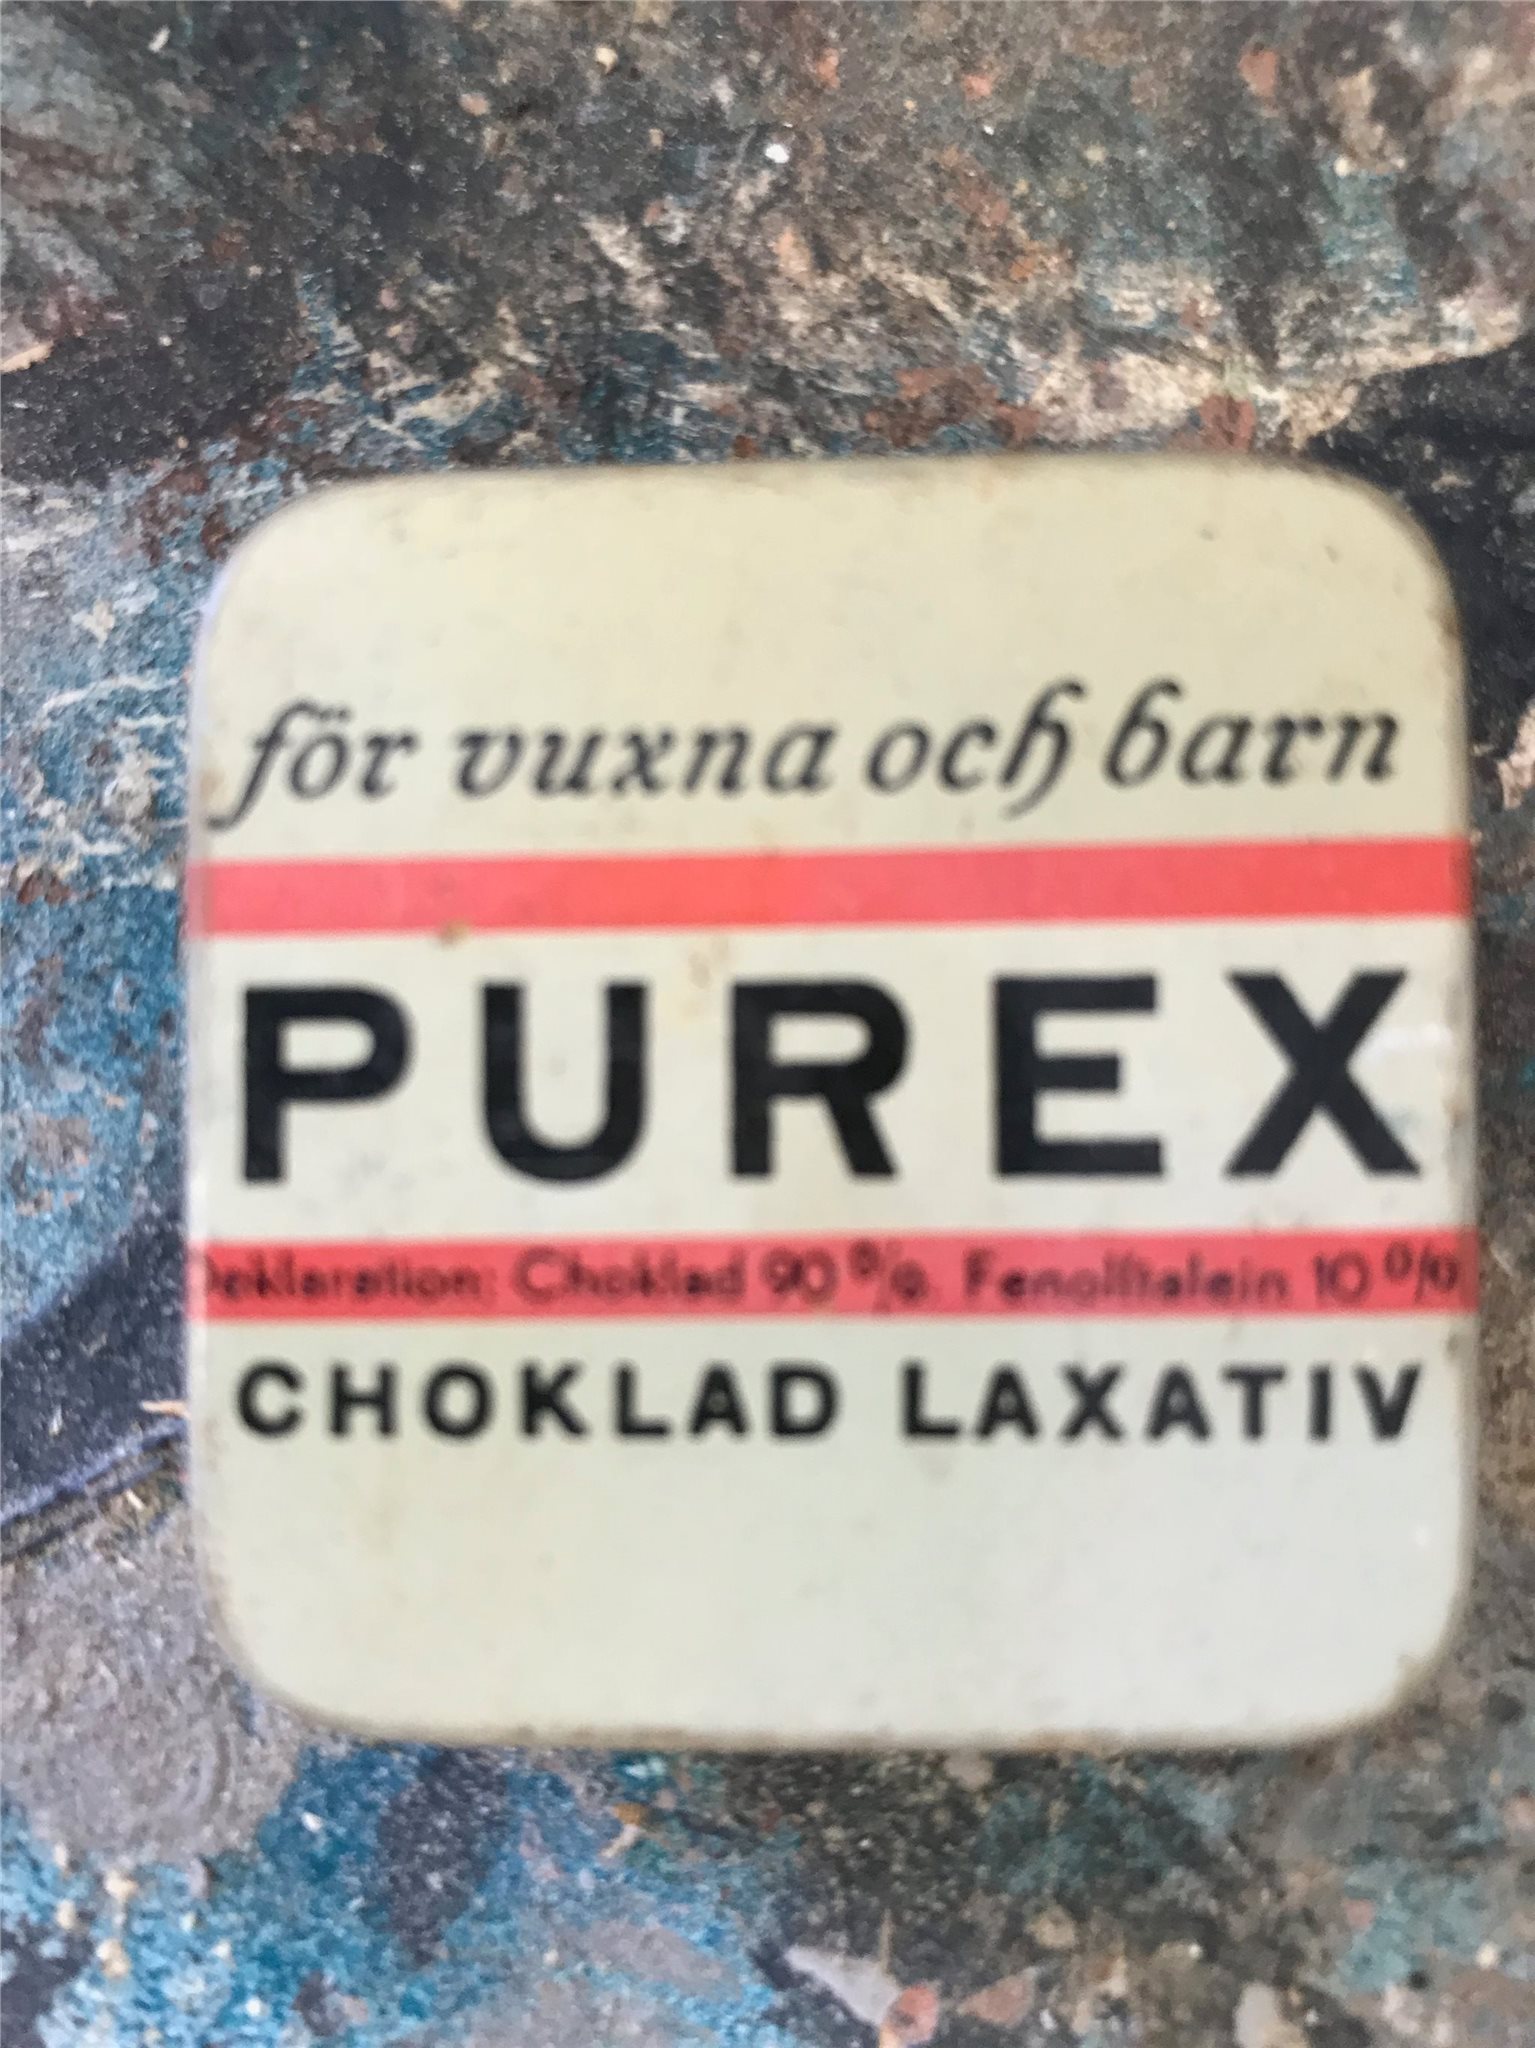 för vuxna och barn
PUREX
Deklaration: Choklad 90 %. Fenolftalein 10 %
CHOKLAD LAXATIV